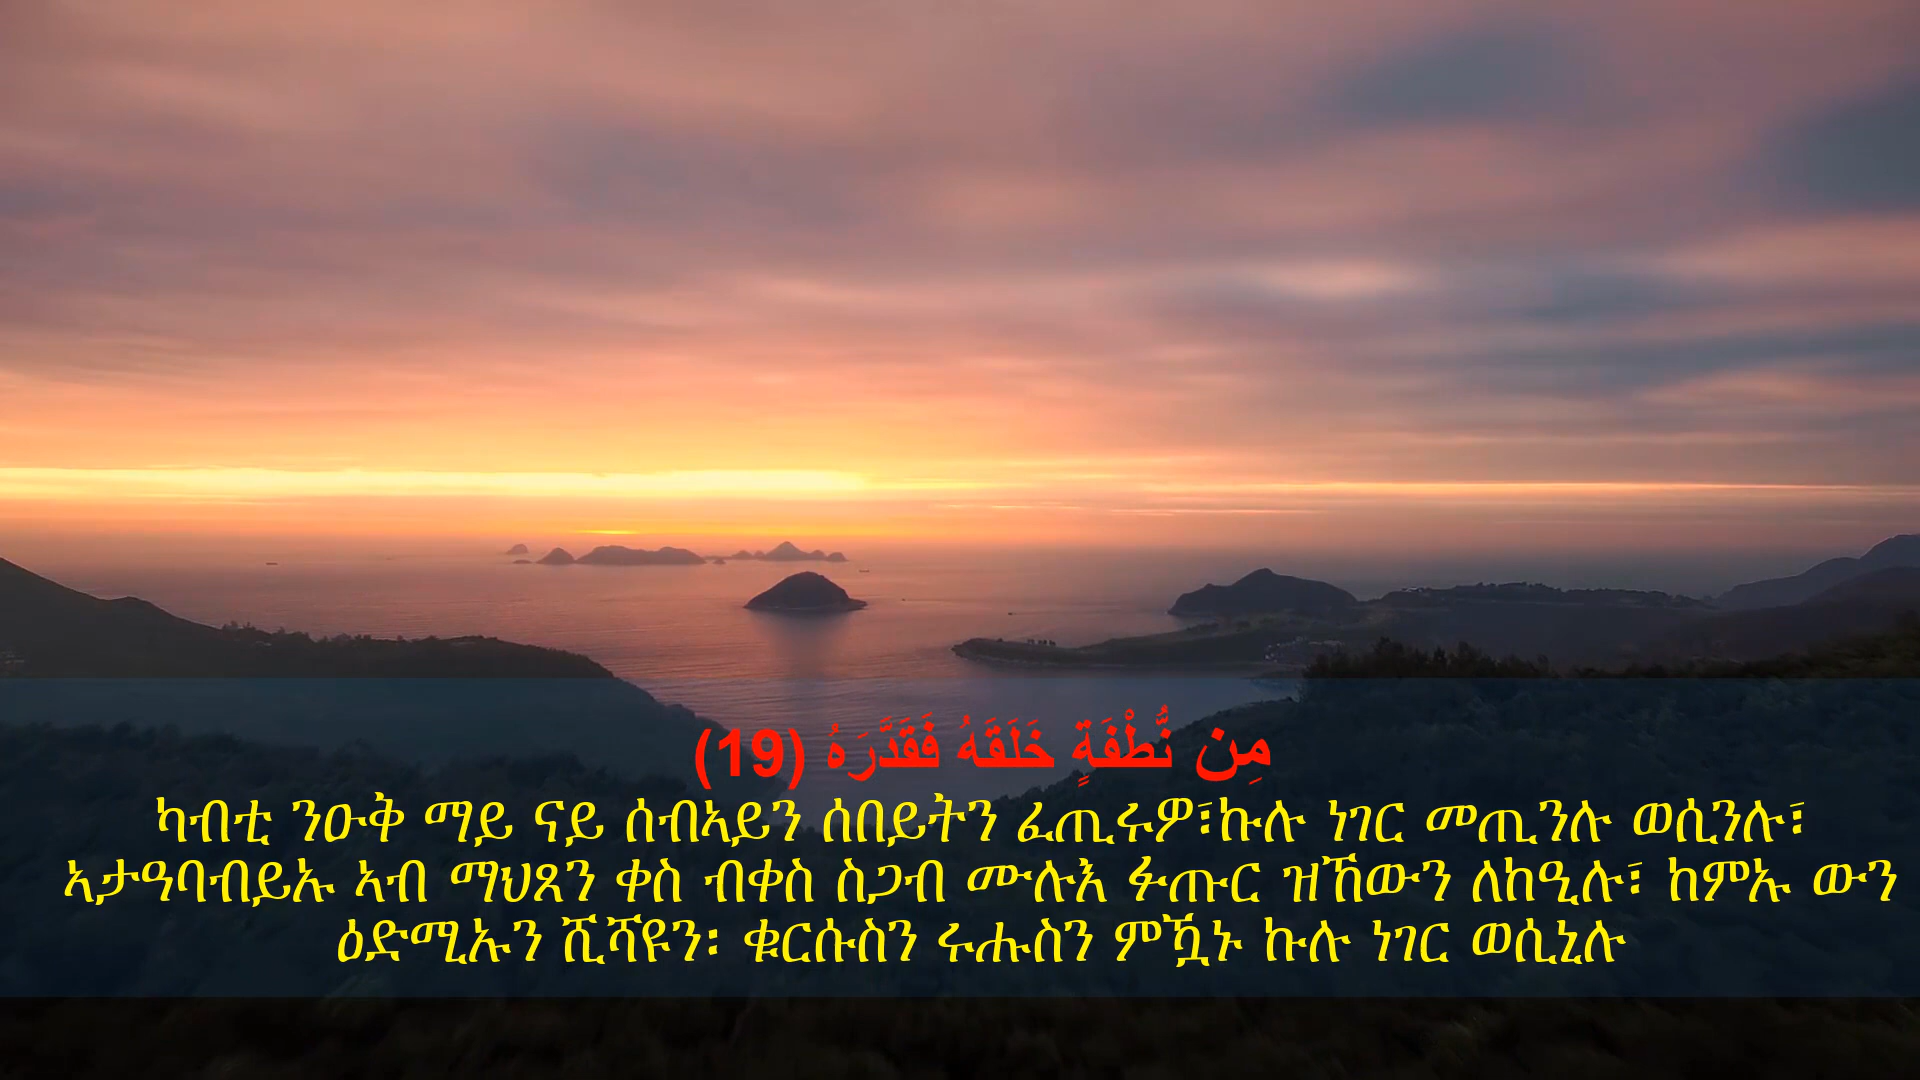 مِن نُّطْفَةٍ خَلَقَهُ فَقَدَّرَهُ (19)
ካብቲ ንዑቅ ማይ ናይ ሰብኣይን ሰበይትን ፈጢሩዎ፣ኩሉ ነገር መጢንሉ ወሲንሉ፣
ኣታዓባብይኡ ኣብ ማህጸን ቀስ ብቀስ ስጋብ ሙሉእ ፉጡር ዝኸውን ለከዒሉ፣ ከምኡ ውን
ዕድሚኡን ሺሻዩን፡ ቁርሱስን ሩሑስን ምዃኑ ኩሉ ነገር ወሲኒሉ